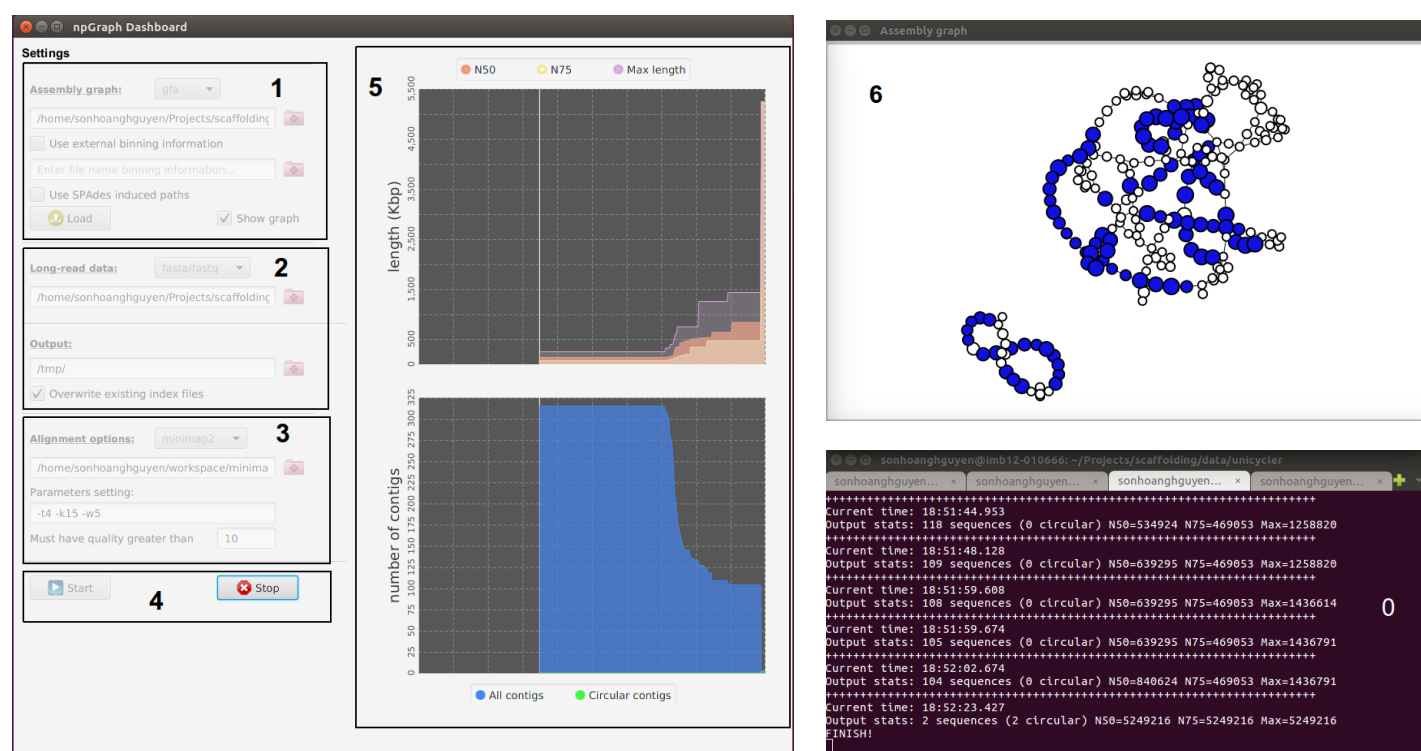 npGraph Dashboard
Settings
1
Assembly graph: gfa
/home/sonhoanghguyen/Projects/scaffolding
Use external binning information
Enter file name binning information...
Use SPAdes induced paths
Load Show graph
2
Long-read data: fasta/fastq
/home/sonhoanghguyen/Projects/scaffolding
Output:
/tmp/
Overwrite existing index files
3
Alignment options: minimap2
/home/sonhoanghguyen/workspace/minima
Parameters setting:
-t4 -k15 -w5
Must have quality greater than 10
Start Stop
4
5
N50 N75 Max length
length (Kbp)
5,500
4,500
3,500
2,500
1,500
500
0
number of contigs
325
300
275
250
225
200
175
150
125
100
75
50
25
0
All contigs Circular contigs
Assembly graph
6
sonhoanghguyen@imb12-010666: ~/Projects/scaffolding/data/unicycler
sonhoanghguyen... × sonhoanghguyen... × sonhoanghguyen... × sonhoanghguyen... ×
+++++++++++++++++++++++++++++++++++++++++++++++++++++++++++++++++++++++
Current time: 18:51:44.953
Output stats: 118 sequences (0 circular) N50=534924 N75=469053 Max=1258820
+++++++++++++++++++++++++++++++++++++++++++++++++++++++++++++++++++++++
Current time: 18:51:48.128
Output stats: 109 sequences (0 circular) N50=639295 N75=469053 Max=1258820
+++++++++++++++++++++++++++++++++++++++++++++++++++++++++++++++++++++++
Current time: 18:51:59.608
Output stats: 108 sequences (0 circular) N50=639295 N75=469053 Max=1436614
+++++++++++++++++++++++++++++++++++++++++++++++++++++++++++++++++++++++
Current time: 18:51:59.674
Output stats: 105 sequences (0 circular) N50=639295 N75=469053 Max=1436791
+++++++++++++++++++++++++++++++++++++++++++++++++++++++++++++++++++++++
Current time: 18:52:02.674
Output stats: 104 sequences (0 circular) N50=840624 N75=469053 Max=1436791
+++++++++++++++++++++++++++++++++++++++++++++++++++++++++++++++++++++++
Current time: 18:52:23.427
Output stats: 2 sequences (2 circular) N50=5249216 N75=5249216 Max=5249216
FINISH!
0